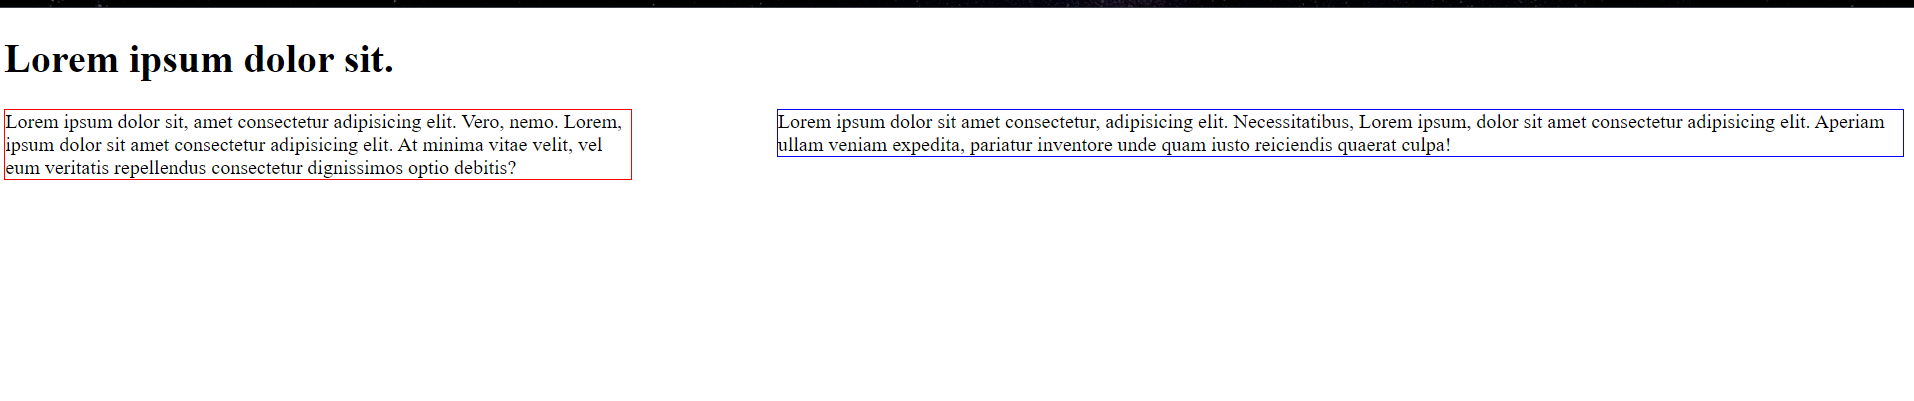 Lorem ipsum dolor sit.
Lorem ipsum dolor sit, amet consectetur adipisicing elit. Vero, nemo. Lorem,
ipsum dolor sit amet consectetur adipisicing elit. At minima vitae velit, vel
eum veritatis repellendus consectetur dignissimos optio debitis?
Lorem ipsum dolor sit amet consectetur, adipisicing elit. Necessitatibus, Lorem ipsum, dolor sit amet consectetur adipisicing elit. Aperiam
ullam veniam expedita, pariatur inventore unde quam iusto reiciendis quaerat culpa!